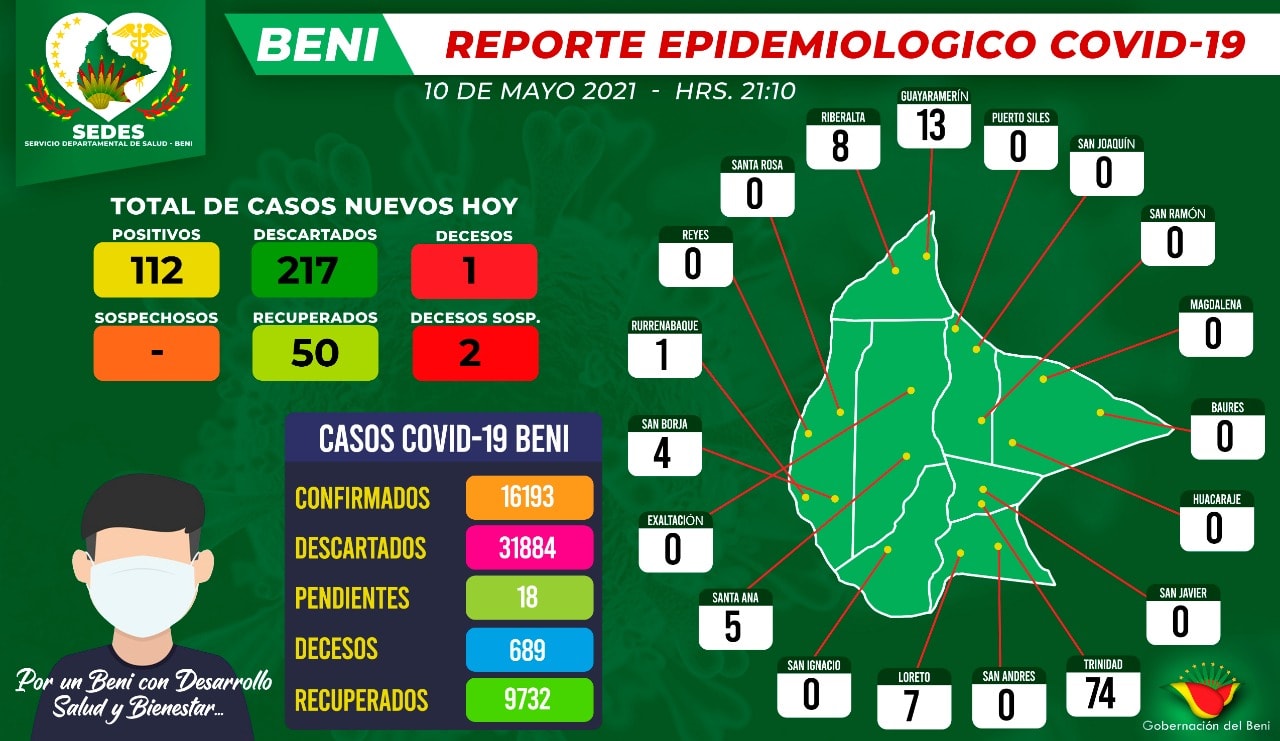 SEDES
SERVICIO DEPARTAMENTAL DE SALUD - BENI
BENI
REPORTE EPIDEMIOLOGICO COVID-19
10 DE MAYO 2021 - HRS. 21:10
TOTAL DE CASOS NUEVOS HOY
POSITIVOS
112
DESCARTADOS
217
DECESOS
1
SOSPECHOSOS
-
RECUPERADOS
50
DECESOS SOSP.
2
CASOS COVID-19 BENI
CONFIRMADOS 16193
DESCARTADOS 31884
PENDIENTES 18
DECESOS 689
RECUPERADOS 9732
Por un Beni con Desarrollo
Salud y Bienestar...
GUAYARAMERÍN
13
RIBERALTA
8
PUERTO SILES
0
SAN JOAQUÍN
0
SANTA ROSA
0
SAN RAMÓN
0
REYES
0
MAGDALENA
0
RURRENABAQUE
1
BAURES
0
SAN BORJA
4
HUACARAJE
0
EXALTACIÓN
0
SAN JAVIER
0
SANTA ANA
5
SAN IGNACIO
0
LORETO
7
SAN ANDRES
0
TRINIDAD
74
Gobernación del Beni